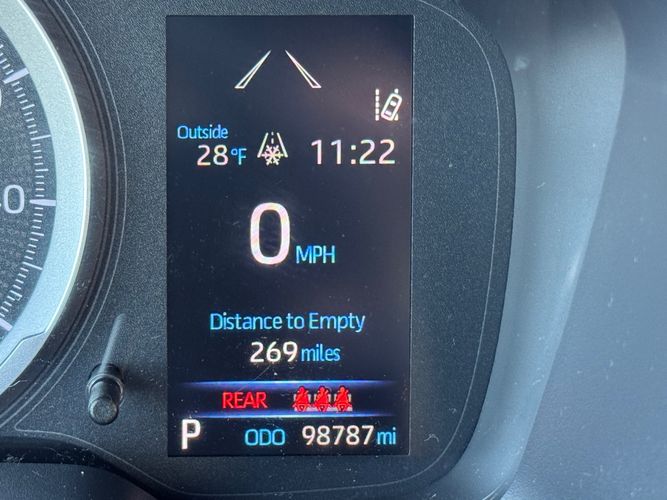 Outside
28°F 11:22
0 MPH
Distance to Empty
269 miles
REAR
P ODO 98787 mi